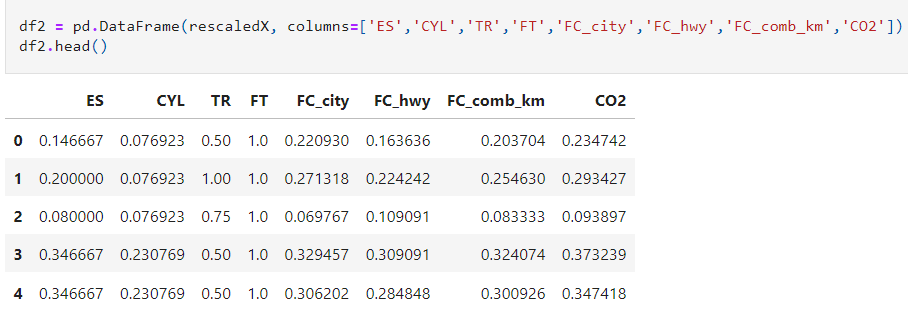 df2 = pd.DataFrame(rescaledX, columns=['ES','CYL','TR','FT','FC_city','FC_hwy','FC_comb_km','CO2'])
df2.head()
ES CYL TR FT FC_city FC_hwy FC_comb_km CO2
0 0.146667 0.076923 0.50 1.0 0.220930 0.163636 0.203704 0.234742
1 0.200000 0.076923 1.00 1.0 0.271318 0.224242 0.254630 0.293427
2 0.080000 0.076923 0.75 1.0 0.069767 0.109091 0.083333 0.093897
3 0.346667 0.230769 0.50 1.0 0.329457 0.309091 0.324074 0.373239
4 0.346667 0.230769 0.50 1.0 0.306202 0.284848 0.300926 0.347418